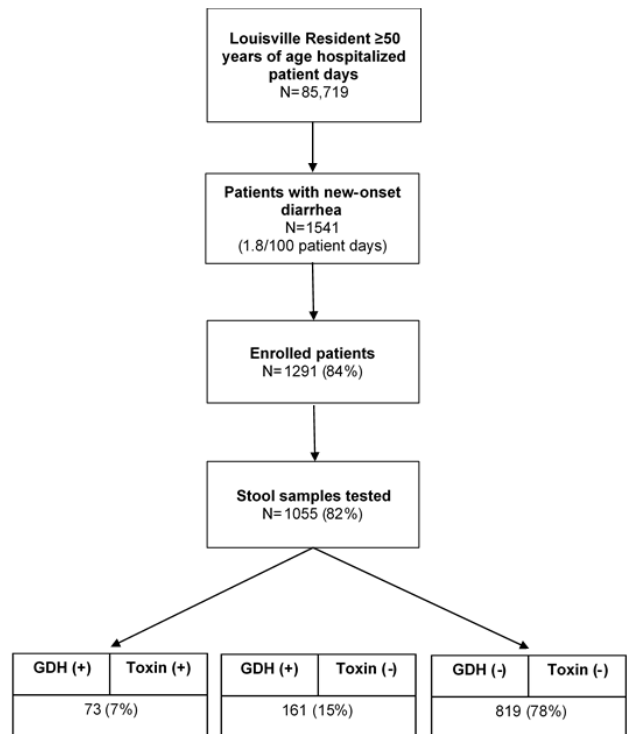 Louisville Resident ≥50
years of age hospitalized
patient days
N=85,719
Patients with new-onset
diarrhea
N=1541
(1.8/100 patient days)
Enrolled patients
N=1291 (84%)
Stool samples tested
N=1055 (82%)
GDH (+) Toxin (+)
73 (7%)
GDH (+) Toxin (-)
161 (15%)
GDH (-) Toxin (-)
819 (78%)